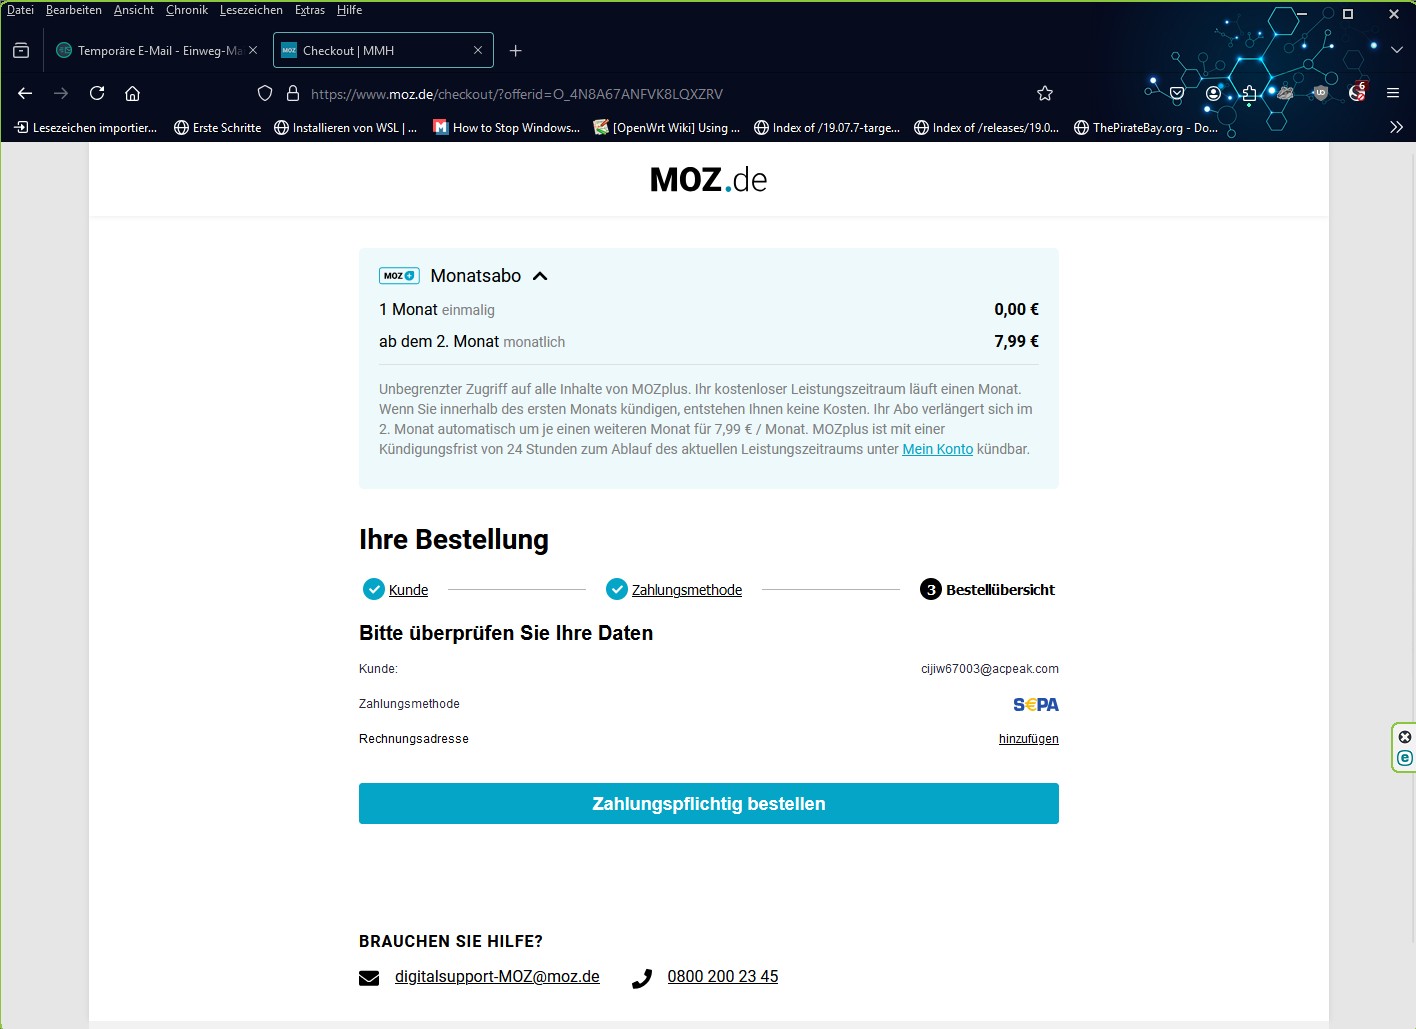 Datei Bearbeiten Ansicht Chronik Lesezeichen Extras Hilfe
Temporäre E-Mail - Einweg-Ma
MOZ Checkout | MMH
https://www.moz.de/checkout/?offerid=O_4N8A67ANFVK8LQXZRV
6
Lesezeichen importier... Erste Schritte Installieren von WSL | ... How to Stop Windows... [OpenWrt Wiki] Using ... Index of /19.07.7-targe... Index of /releases/19.0... ThePirateBay.org - Do...
MOZ.de
MOZ Monatsabo
1 Monat einmalig 0,00 €
ab dem 2. Monat monatlich 7,99 €
Unbegrenzter Zugriff auf alle Inhalte von MOZplus. Ihr kostenloser Leistungszeitraum läuft einen Monat.
Wenn Sie innerhalb des ersten Monats kündigen, entstehen Ihnen keine Kosten. Ihr Abo verlängert sich im
2. Monat automatisch um je einen weiteren Monat für 7,99 € / Monat. MOZplus ist mit einer
Kündigungsfrist von 24 Stunden zum Ablauf des aktuellen Leistungszeitraums unter Mein Konto kündbar.
Ihre Bestellung
Kunde Zahlungsmethode 3 Bestellübersicht
Bitte überprüfen Sie Ihre Daten
Kunde: cijiw67003@acpeak.com
Zahlungsmethode S€PA
Rechnungsadresse hinzufügen
Zahlungspflichtig bestellen
BRAUCHEN SIE HILFE?
digitalsupport-MOZ@moz.de 0800 200 23 45